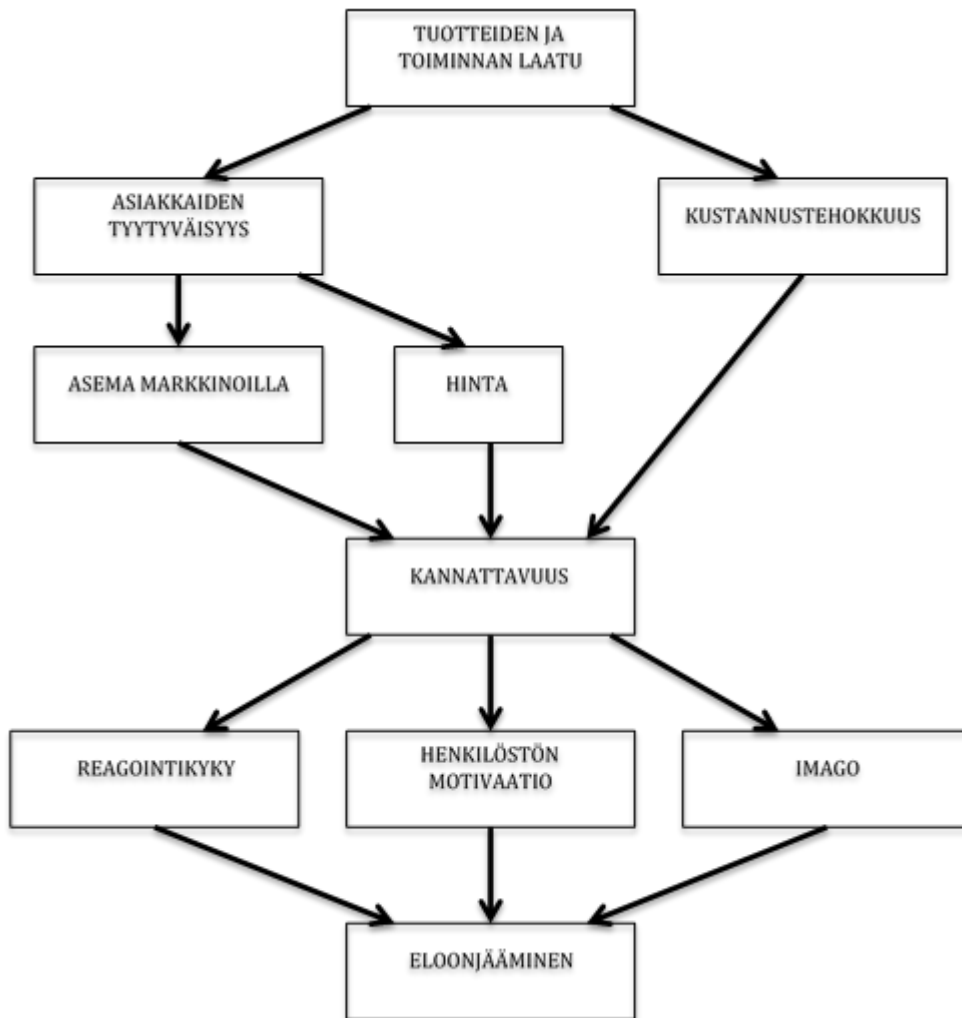 TUOTTEIDEN JA
TOIMINNAN LAATU
ASIAKKAIDEN
TYYTYVÄISYYS
KUSTANNUSTEHOKKUUS
ASEMA MARKKINOILLA
HINTA
KANNATTAVUUS
REAGOINTIKYKY
HENKILÖSTÖN
MOTIVAATIO
IMAGO
ELOONJÄÄMINEN